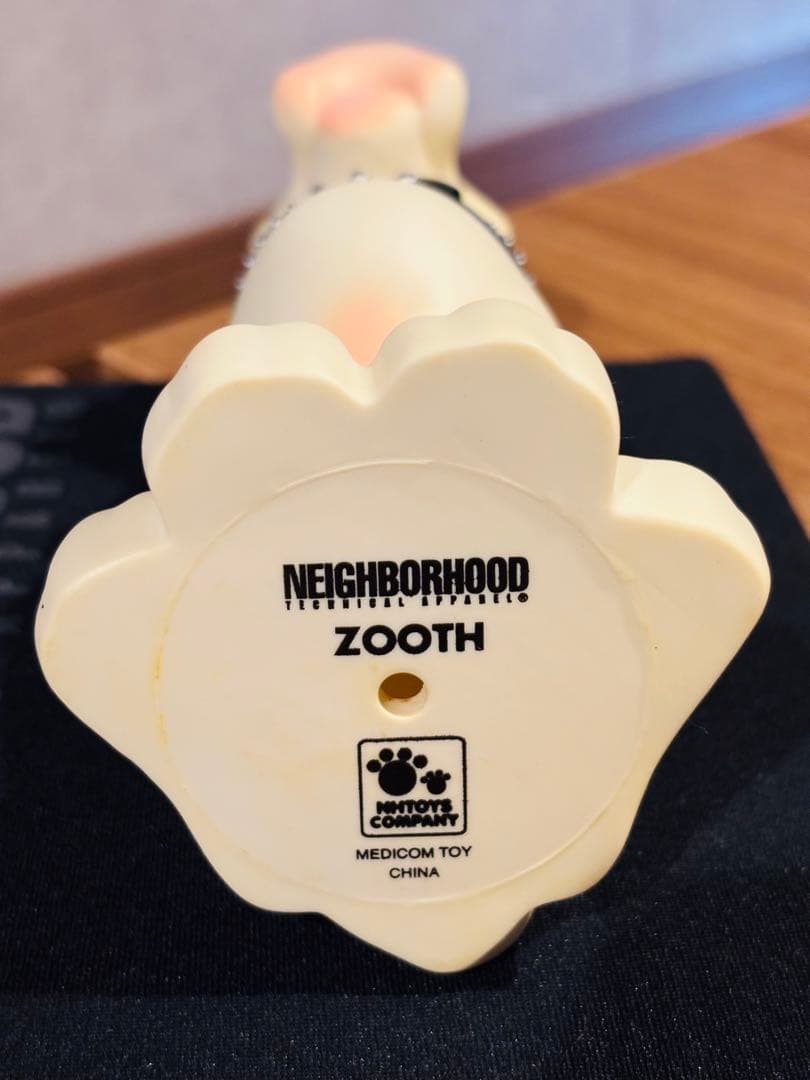 NEIGHBORHOOD
TECHNICAL APPAREL®
ZOOTH
NHTOYS
COMPANY
MEDICOM TOY
CHINA